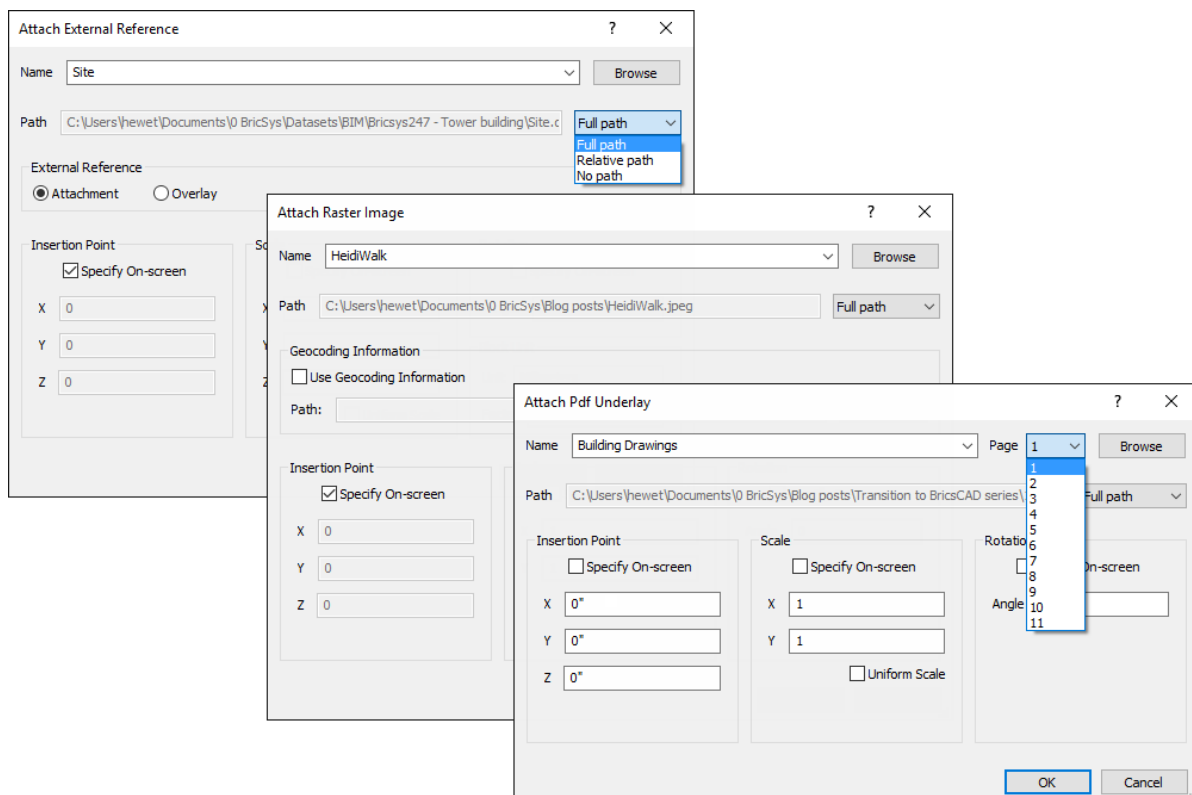 Attach External Reference ?
Name Site Browse
Path C:\Users\hewet\Documents\0 BricSys\Datasets\BIM\Bricsys247 - Tower building\Site.c Full path
Full path
Relative path
No path
External Reference
Attachment Overlay
Insertion Point
Specify On-screen
X 0
Y 0
Z 0
Attach Raster Image ?
Name HeidiWalk Browse
Path C:\Users\hewet\Documents\0 BricSys\Blog posts\HeidiWalk.jpeg Full path
Geocoding Information
Use Geocoding Information
Path:
Insertion Point
Specify On-screen
X 0
Y 0
Z 0
Attach Pdf Underlay ?
Name Building Drawings Page 1 Browse
1
2
3
4
5
6
7
8
9
10
11
Path C:\Users\hewet\Documents\0 BricSys\Blog posts\Transition to BricsCAD series\ Full path
Insertion Point
Specify On-screen
X 0"
Y 0"
Z 0"
Scale
Specify On-screen
X 1
Y 1
Uniform Scale
Rotatio
n-screen
Angle
OK Cancel